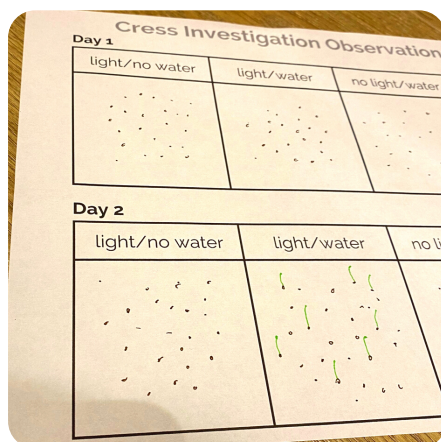 Cress Investigation Observation
Day 1
light/no water
light/water
no light/water
Day 2
light/no water
light/water
no li